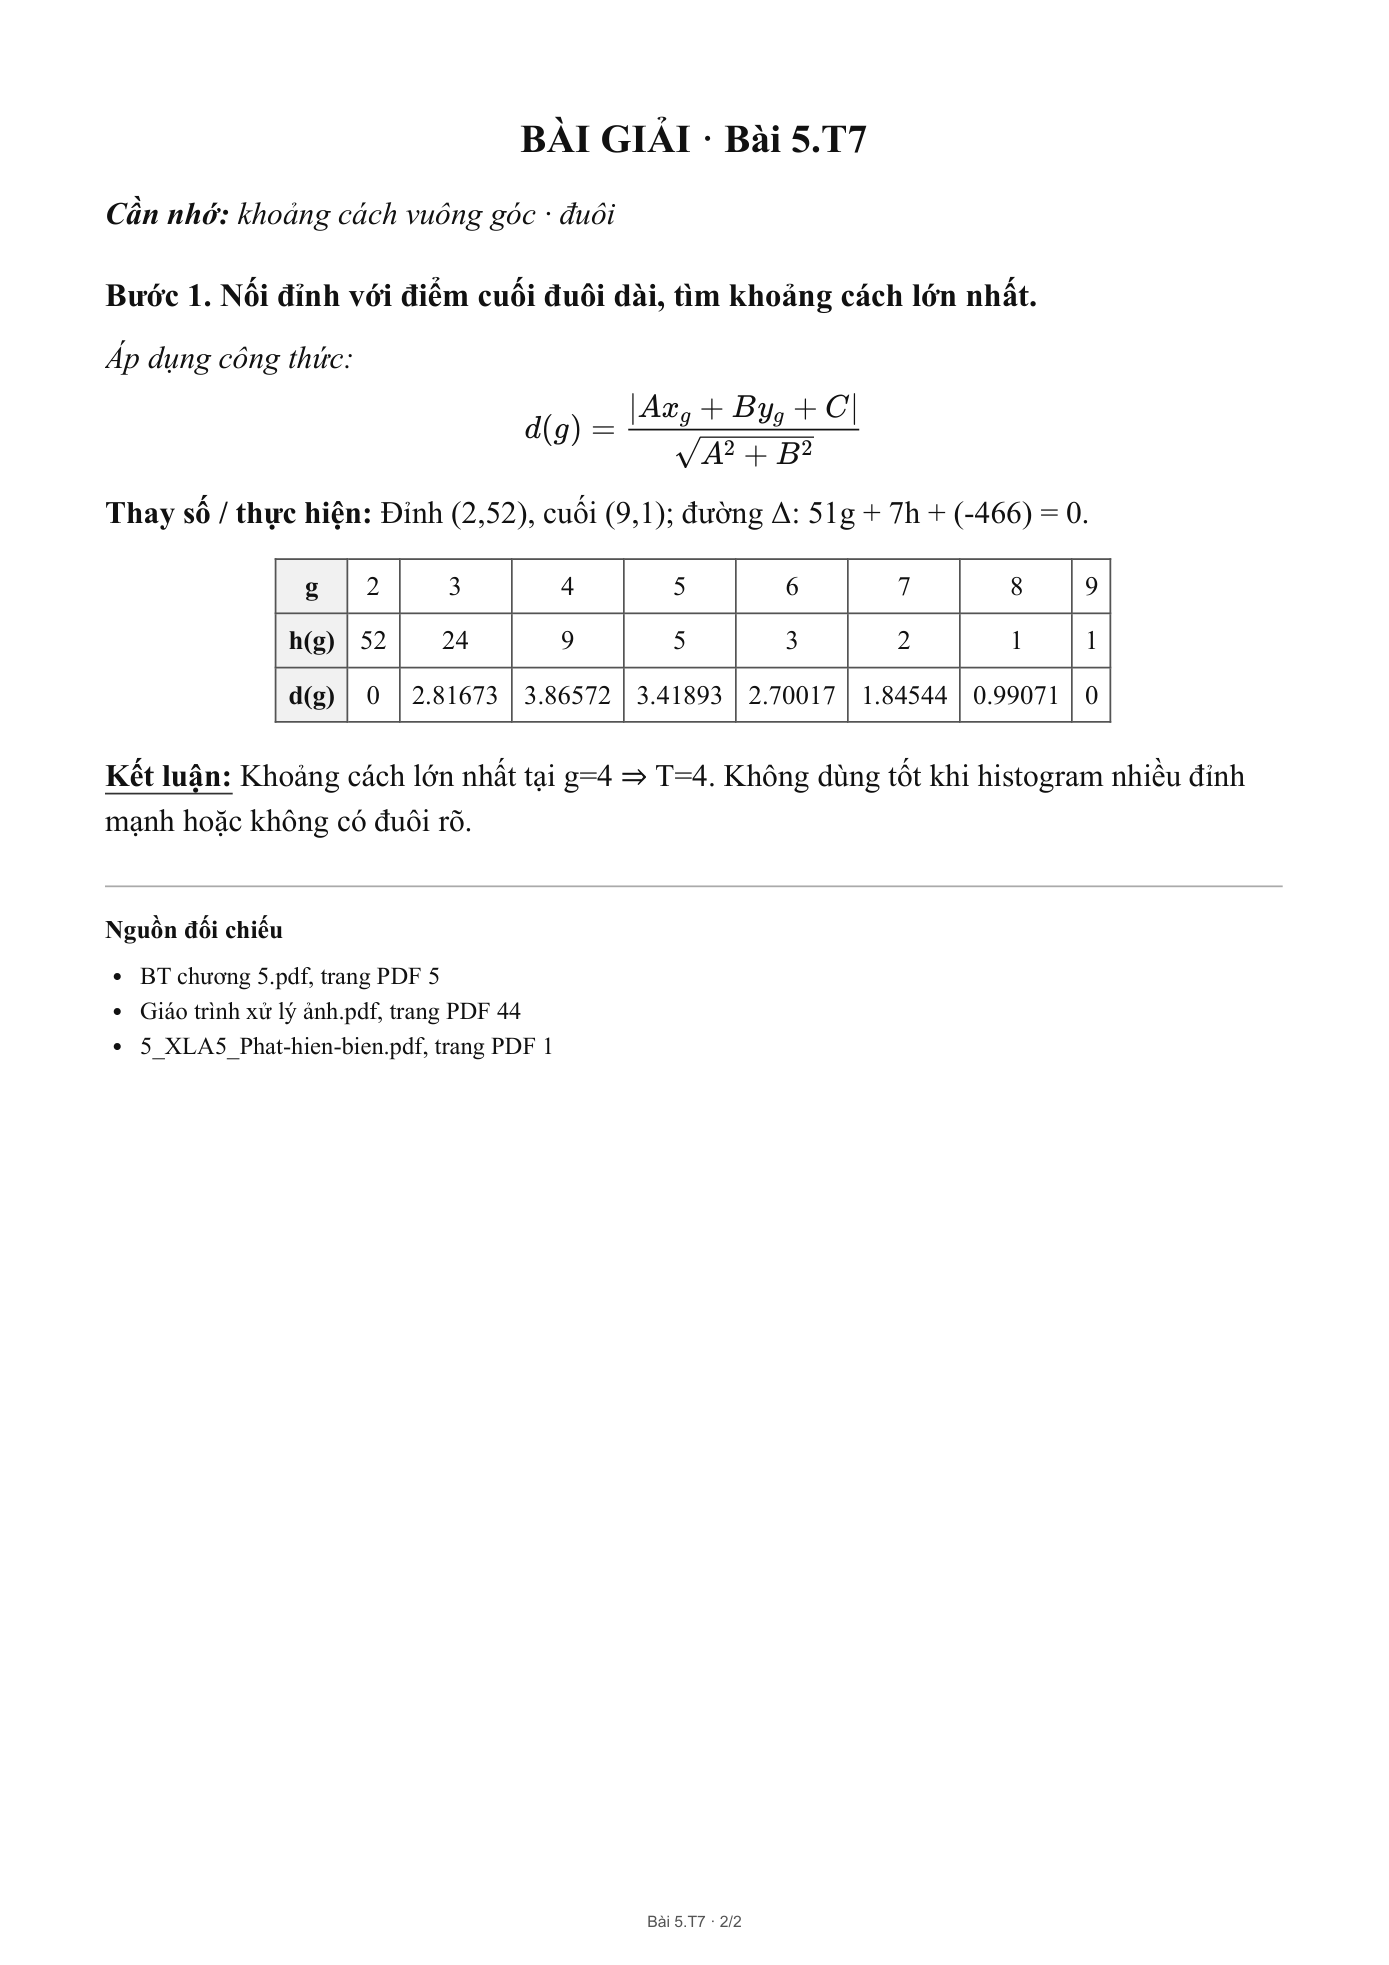 BÀI GIẢI · Bài 5.T7
Cần nhớ: khoảng cách vuông góc · đuôi
Bước 1. Nối đỉnh với điểm cuối đuôi dài, tìm khoảng cách lớn nhất.
Áp dụng công thức:
d(g) = |Ax_g + By_g + C| / √(A² + B²)
Thay số / thực hiện: Đỉnh (2,52), cuối (9,1); đường Δ: 51g + 7h + (-466) = 0.
g 2 3 4 5 6 7 8 9
h(g) 52 24 9 5 3 2 1 1
d(g) 0 2.81673 3.86572 3.41893 2.70017 1.84544 0.99071 0
Kết luận: Khoảng cách lớn nhất tại g=4 ⇒ T=4. Không dùng tốt khi histogram nhiều đỉnh
mạnh hoặc không có đuôi rõ.
Nguồn đối chiếu
• BT chương 5.pdf, trang PDF 5
• Giáo trình xử lý ảnh.pdf, trang PDF 44
• 5_XLA5_Phat-hien-bien.pdf, trang PDF 1
Bài 5.T7 · 2/2